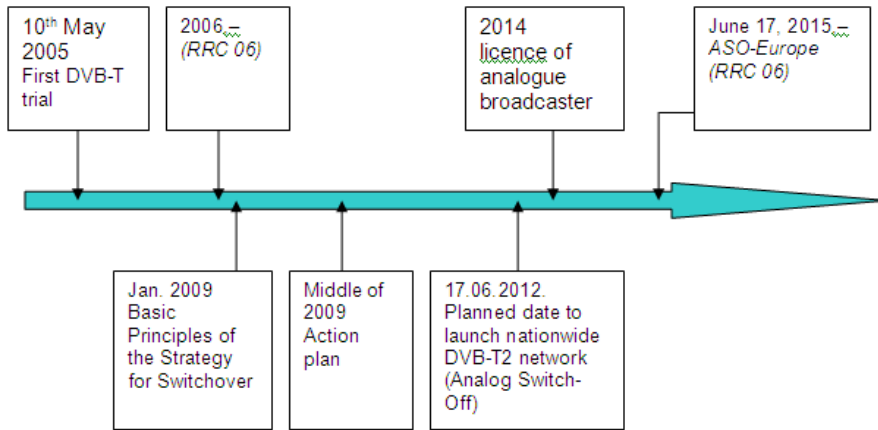 10th May
2005
First DVB-T
trial
2006 –
(RRC 06)
2014
licence of
analogue
broadcaster
June 17, 2015 –
ASO-Europe
(RRC 06)
Jan. 2009
Basic
Principles of
the Strategy
for Switchover
Middle of
2009
Action
plan
17.06.2012.
Planned date to
launch nationwide
DVB-T2 network
(Analog Switch-
Off)